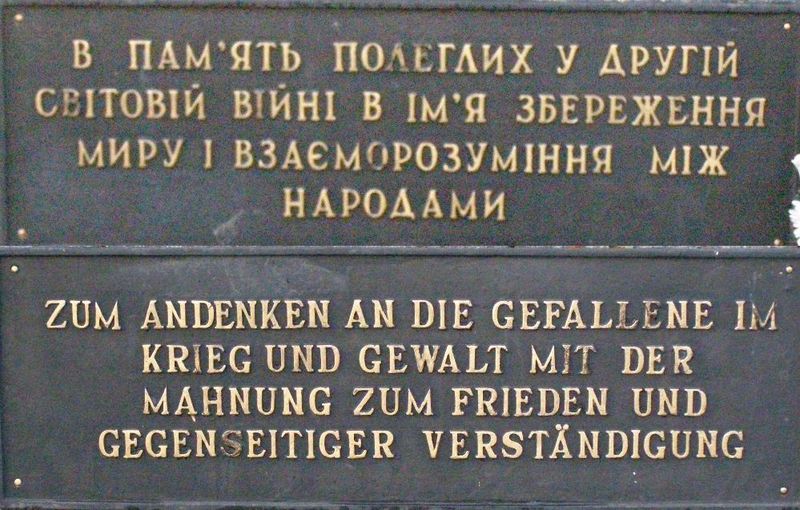 В ПАМ'ЯТЬ ПОЛЕГЛИХ У ДРУГІЙ
СВІТОВІЙ ВІЙНІ В ІМ'Я ЗБЕРЕЖЕННЯ
МИРУ І ВЗАЄМОРОЗУМІННЯ МІЖ
НАРОДАМИ
ZUM ANDENKEN AN DIE GEFALLENE IM
KRIEG UND GEWALT MIT DER
MAHNUNG ZUM FRIEDEN UND
GEGENSEITIGER VERSTÄNDIGUNG